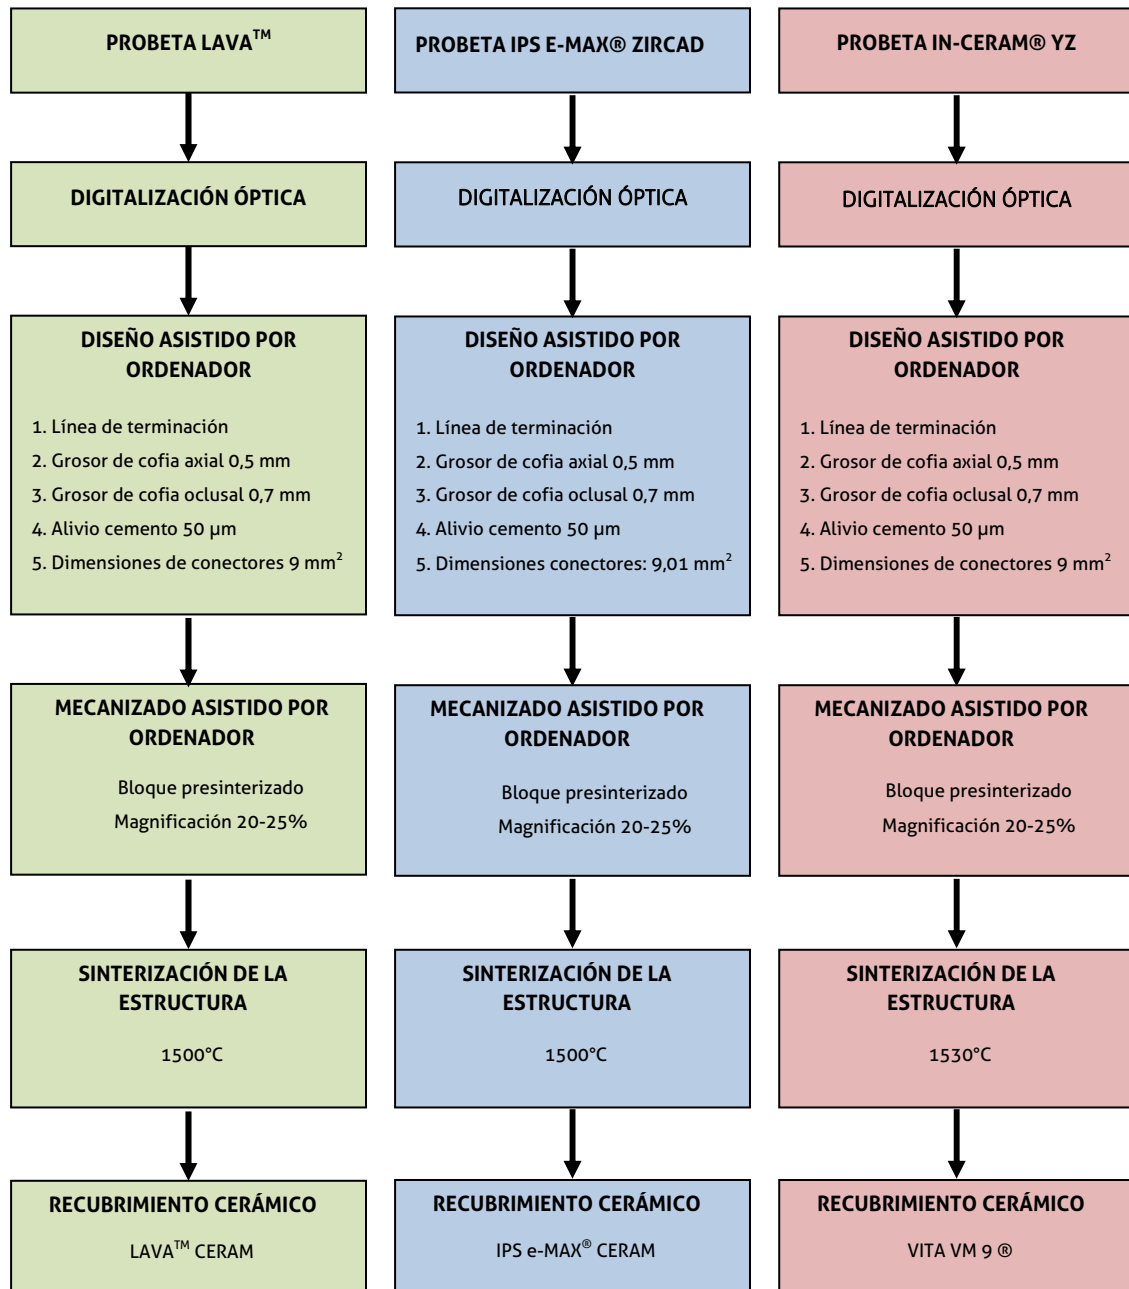 PROBETA LAVA™
DIGITALIZACIÓN ÓPTICA
DISEÑO ASISTIDO POR
ORDENADOR
1. Línea de terminación
2. Grosor de cofia axial 0,5 mm
3. Grosor de cofia oclusal 0,7 mm
4. Alivio cemento 50 µm
5. Dimensiones de conectores 9 mm²
MECANIZADO ASISTIDO POR
ORDENADOR
Bloque presinterizado
Magnificación 20-25%
SINTERIZACIÓN DE LA
ESTRUCTURA
1500°C
RECUBRIMIENTO CERÁMICO
LAVA™ CERAM
PROBETA IPS E-MAX® ZIRCAD
DIGITALIZACIÓN ÓPTICA
DISEÑO ASISTIDO POR
ORDENADOR
1. Línea de terminación
2. Grosor de cofia axial 0,5 mm
3. Grosor de cofia oclusal 0,7 mm
4. Alivio cemento 50 µm
5. Dimensiones conectores: 9,01 mm²
MECANIZADO ASISTIDO POR
ORDENADOR
Bloque presinterizado
Magnificación 20-25%
SINTERIZACIÓN DE LA
ESTRUCTURA
1500°C
RECUBRIMIENTO CERÁMICO
IPS e-MAX® CERAM
PROBETA IN-CERAM® YZ
DIGITALIZACIÓN ÓPTICA
DISEÑO ASISTIDO POR
ORDENADOR
1. Línea de terminación
2. Grosor de cofia axial 0,5 mm
3. Grosor de cofia oclusal 0,7 mm
4. Alivio cemento 50 µm
5. Dimensiones de conectores 9 mm²
MECANIZADO ASISTIDO POR
ORDENADOR
Bloque presinterizado
Magnificación 20-25%
SINTERIZACIÓN DE LA
ESTRUCTURA
1530°C
RECUBRIMIENTO CERÁMICO
VITA VM 9 ®